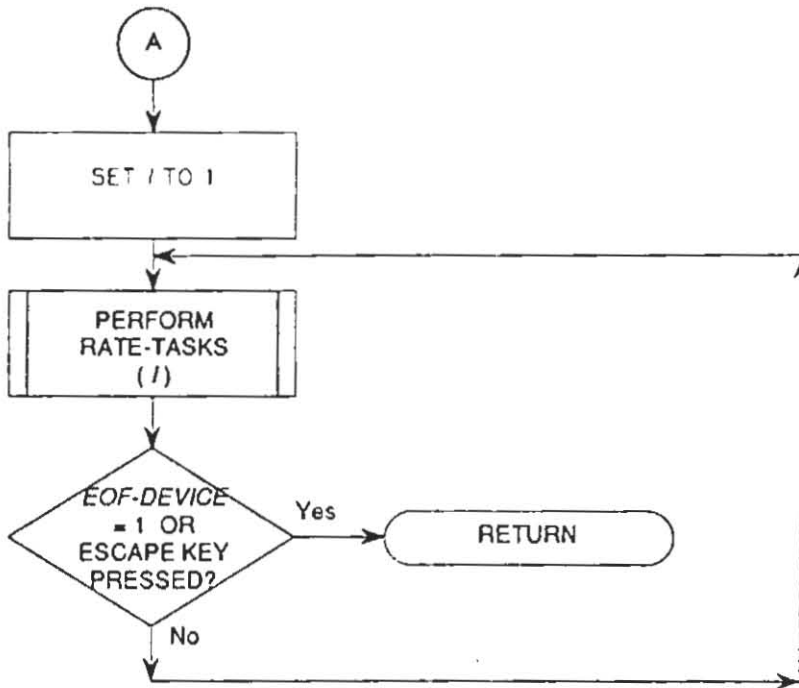 A
SET I TO 1
PERFORM
RATE-TASKS
(I)
EOF-DEVICE
= 1 OR
ESCAPE KEY
PRESSED?
Yes
RETURN
No